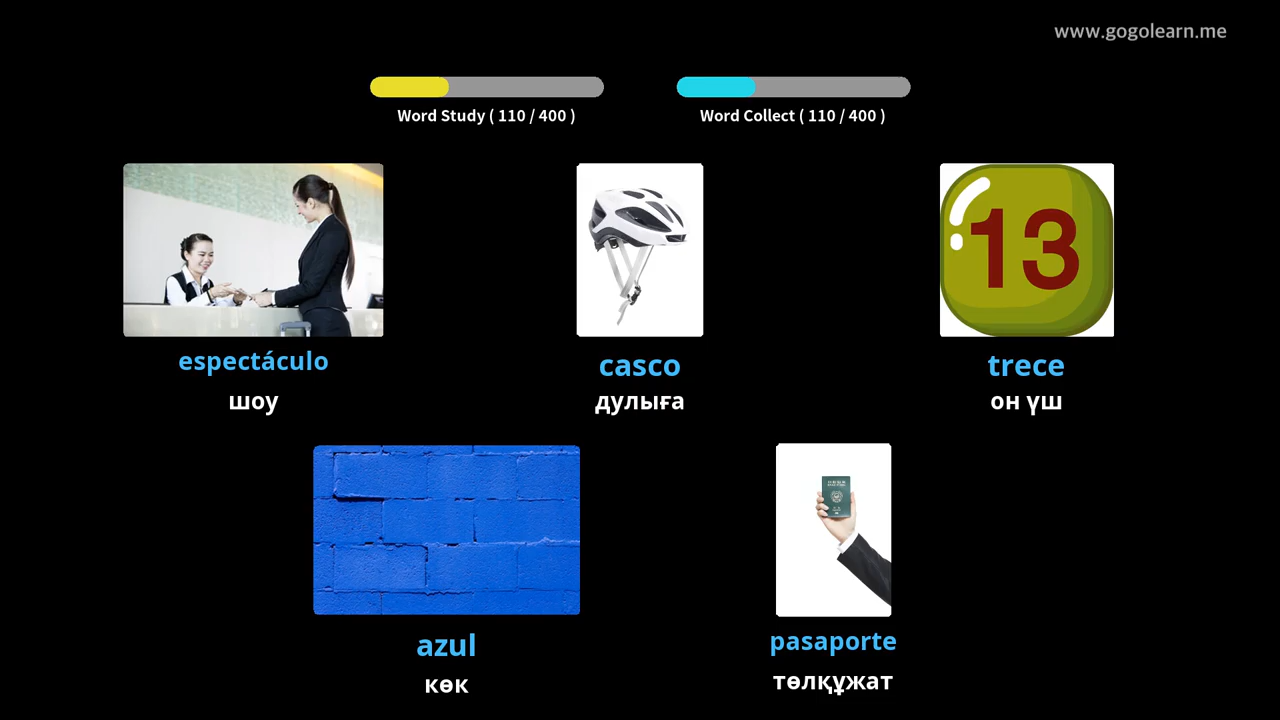 www.gogolearn.me
Word Study ( 110 / 400 )
Word Collect ( 110 / 400 )
13
espectáculo
casco
trece
шоу
дулыға
он үш
azul
pasaporte
көк
төлқұжат